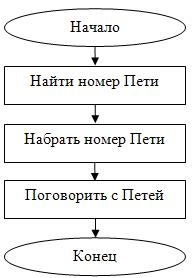 Начало
Найти номер Пети
Набрать номер Пети
Поговорить с Петей
Конец